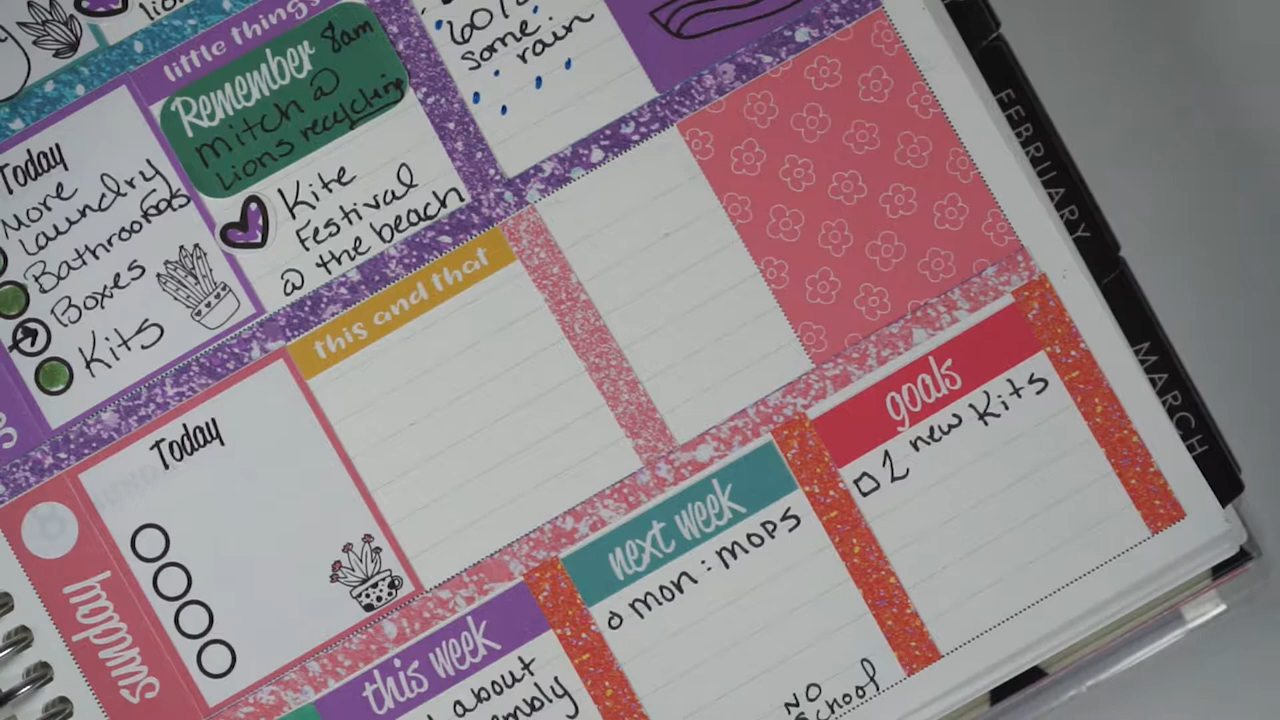 little things
Remember 8am
mitch @
Lions recycling
Kite
Festival
@ the beach
some
rain
Today
More
Laundry
Bathrooms
Boxes
Kits
this and that
Today
sunday
this week
about
next week
o mon: MOPS
NO
School
goals
new Kits
FEBRUARY
MARCH